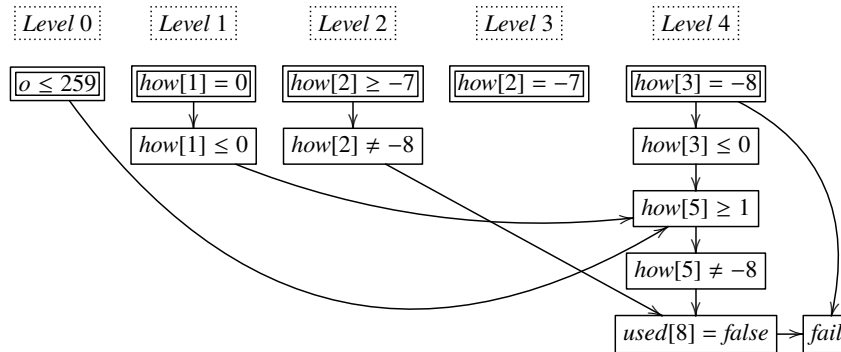 Level 0 Level 1 Level 2 Level 3 Level 4
o ≤ 259 how[1] = 0 how[2] ≥ −7 how[2] = −7 how[3] = −8
how[1] ≤ 0 how[2] ≠ −8 how[3] ≤ 0
how[5] ≥ 1
how[5] ≠ −8
used[8] = false fail